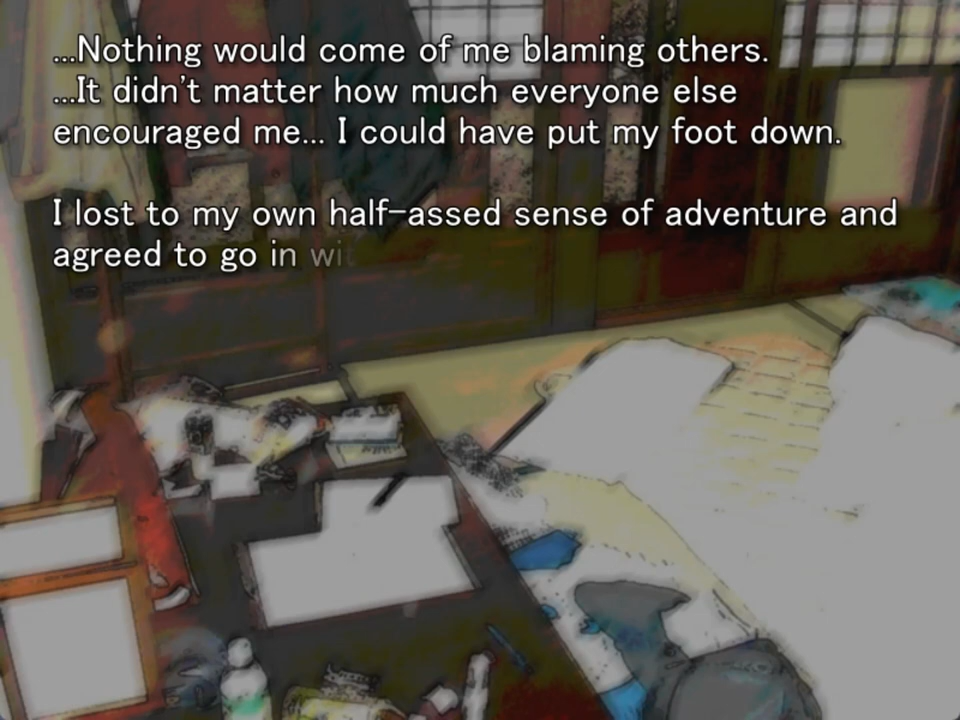 ...Nothing would come of me blaming others.
...It didn't matter how much everyone else
encouraged me... I could have put my foot down.
I lost to my own half-assed sense of adventure and
agreed to go in wit